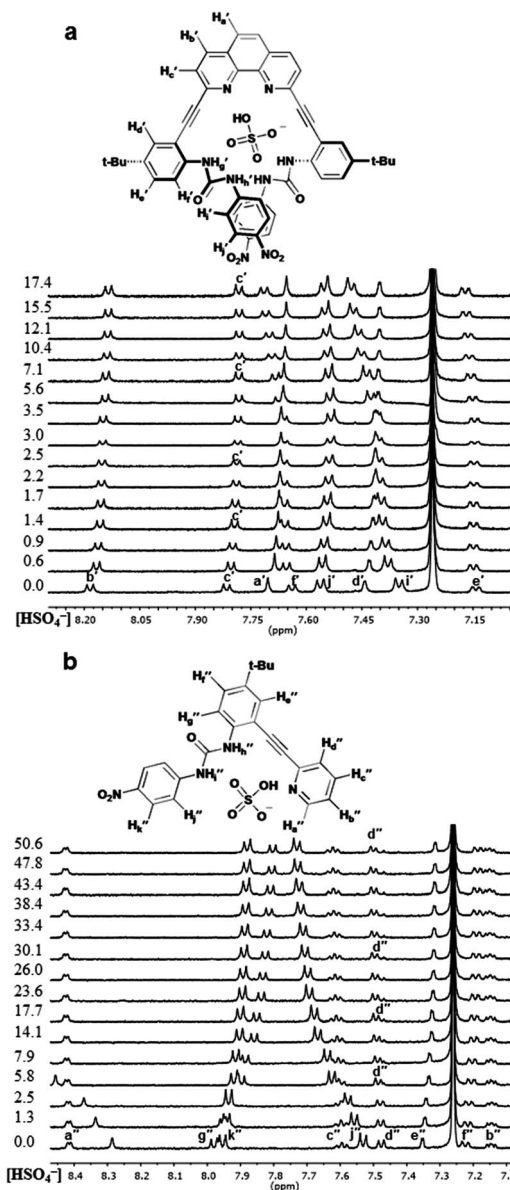 a
Ha'
Hb'
Hc'
N
N
Hd'
HO
O
O⁻
S
O
t-Bu
NHg'
HN
t-Bu
He'
Hf'
O
NHh'
HN
O
Hi'
Hj'
O₂N
NO₂
17.4
c'
15.5
12.1
10.4
7.1
c'
5.6
3.5
3.0
2.5
c'
2.2
1.7
1.4
c'
0.9
0.6
0.0
b'
c'
a'
f'
j'
d'
i'
e'
[HSO₄⁻]
8.20
8.05
7.90
7.80
7.70
7.60
7.50
7.40
7.30
7.15
(ppm)
b
t-Bu
Hf''
He''
Hg''
O
NHh''
Hd''
O₂N
NHi''
OH
O
S
O
O⁻
N
Hc''
Hk''
Hj''
Ha''
Hb''
50.6
d''
47.8
43.4
38.4
33.4
30.1
d''
26.0
23.6
17.7
d''
14.1
7.9
5.8
d''
2.5
1.3
0.0
a''
g''
k''
c''
j''
d''
e''
f''
b''
[HSO₄⁻]
8.4
8.3
8.2
8.1
8.0
7.9
7.8
7.7
7.6
7.5
7.4
7.3
7.2
(ppm)